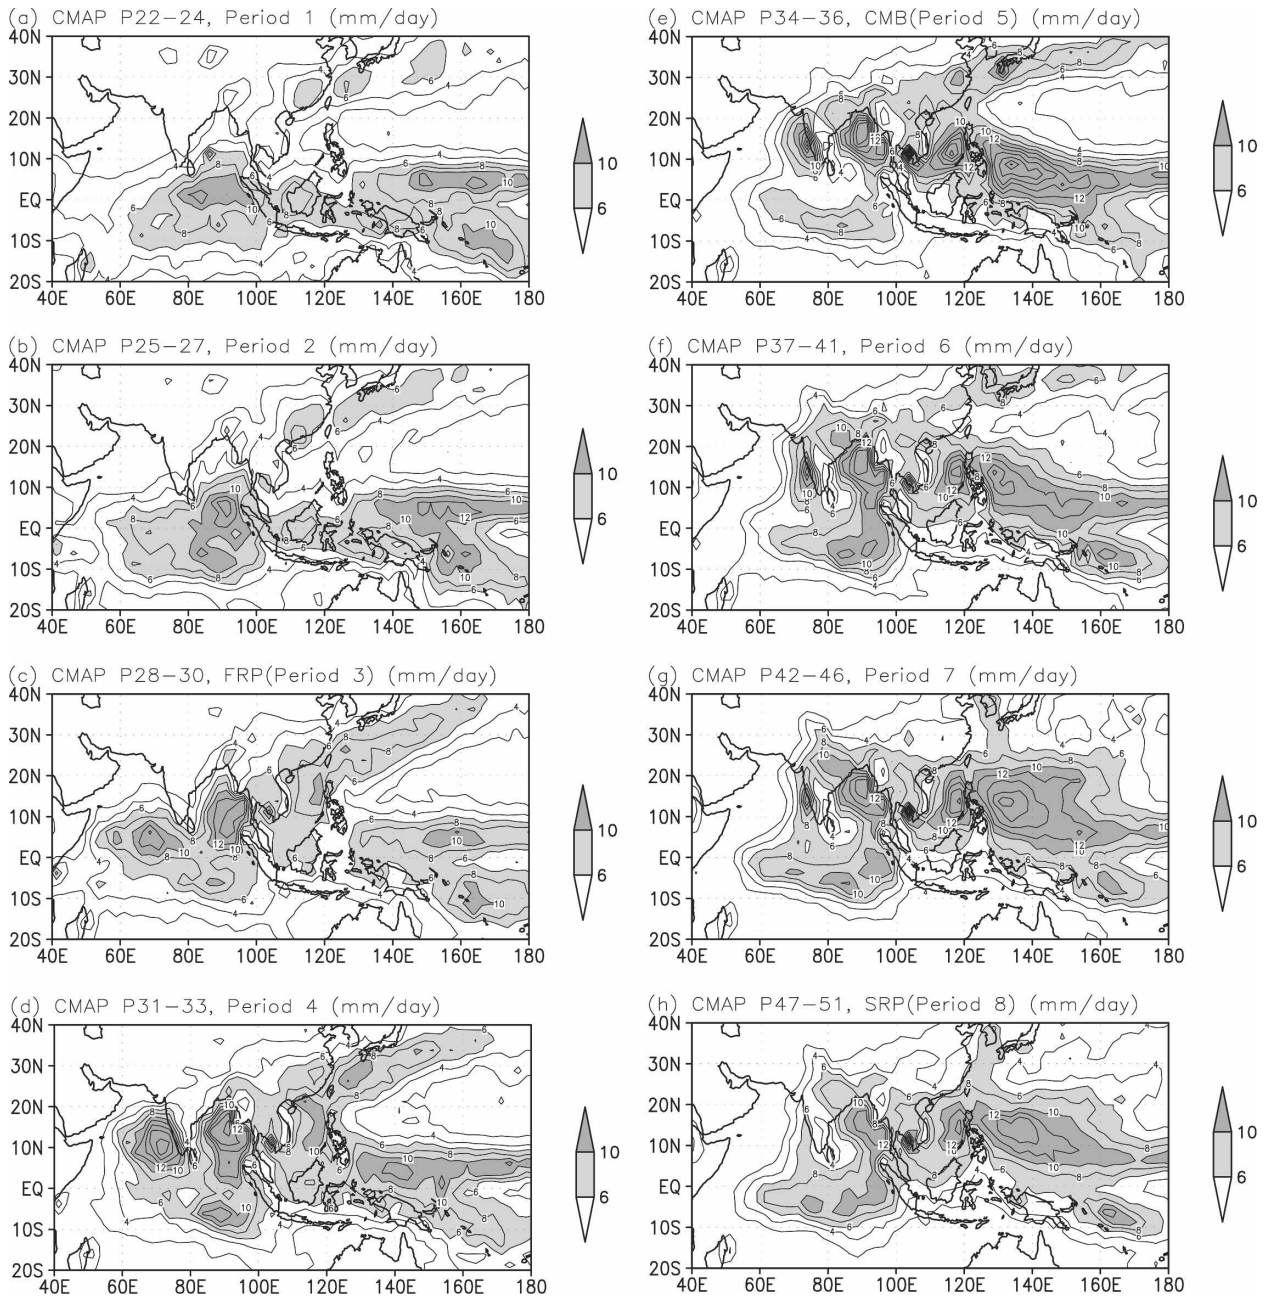 (a) CMAP P22−24, Period 1 (mm/day)
40N
30N
20N
10N
EQ
10S
20S
40E 60E 80E 100E 120E 140E 160E 180
10
6
(b) CMAP P25−27, Period 2 (mm/day)
40N
30N
20N
10N
EQ
10S
20S
40E 60E 80E 100E 120E 140E 160E 180
10
6
(c) CMAP P28−30, FRP(Period 3) (mm/day)
40N
30N
20N
10N
EQ
10S
20S
40E 60E 80E 100E 120E 140E 160E 180
10
6
(d) CMAP P31−33, Period 4 (mm/day)
40N
30N
20N
10N
EQ
10S
20S
40E 60E 80E 100E 120E 140E 160E 180
10
6
(e) CMAP P34−36, CMB(Period 5) (mm/day)
40N
30N
20N
10N
EQ
10S
20S
40E 60E 80E 100E 120E 140E 160E 180
10
6
(f) CMAP P37−41, Period 6 (mm/day)
40N
30N
20N
10N
EQ
10S
20S
40E 60E 80E 100E 120E 140E 160E 180
10
6
(g) CMAP P42−46, Period 7 (mm/day)
40N
30N
20N
10N
EQ
10S
20S
40E 60E 80E 100E 120E 140E 160E 180
10
6
(h) CMAP P47−51, SRP(Period 8) (mm/day)
40N
30N
20N
10N
EQ
10S
20S
40E 60E 80E 100E 120E 140E 160E 180
10
6